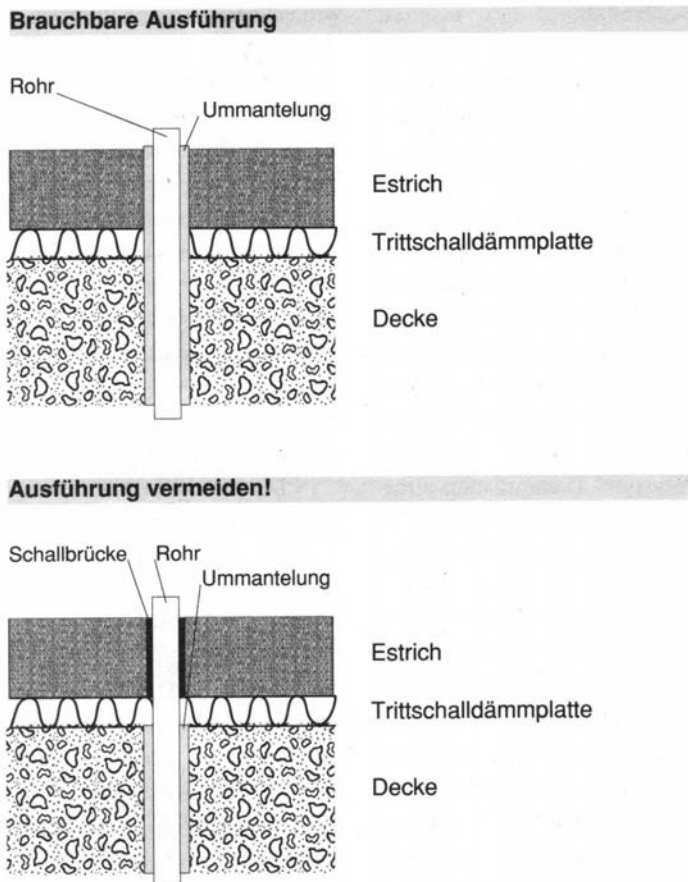 Brauchbare Ausführung
Rohr
Ummantelung
Estrich
Trittschalldämmplatte
Decke
Ausführung vermeiden!
Schallbrücke Rohr
Ummantelung
Estrich
Trittschalldämmplatte
Decke